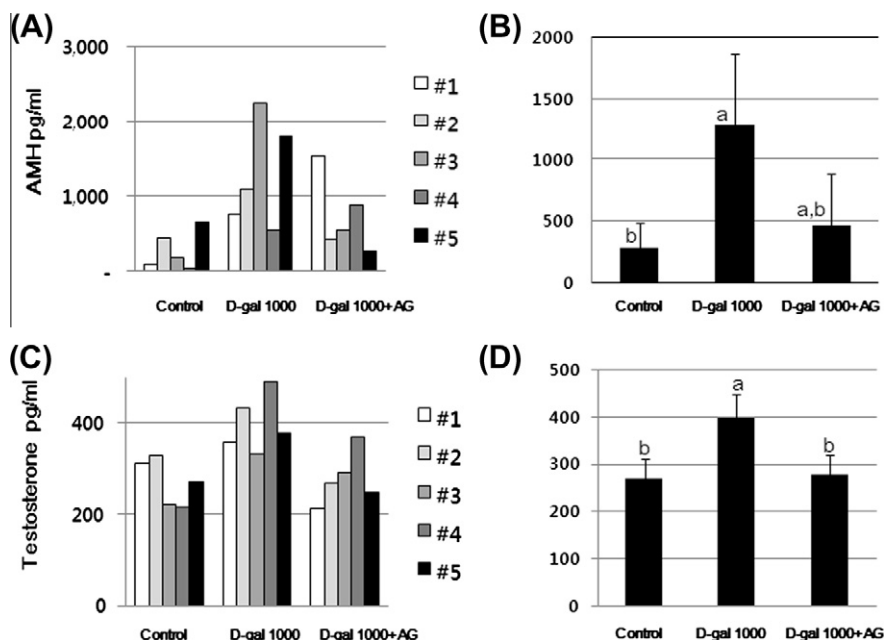 (A)
3,000
2,000
1,000
-
AMH pg/ml
Control D-gal 1000 D-gal 1000+AG
#1
#2
#3
#4
#5
(B)
2000
1500
1000
500
0
b
a
a,b
Control D-gal 1000 D-gal 1000+AG
(C)
400
200
0
Testosterone pg/ml
Control D-gal 1000 D-gal 1000+AG
#1
#2
#3
#4
#5
(D)
500
400
300
200
100
0
b
a
b
Control D-gal 1000 D-gal 1000+AG